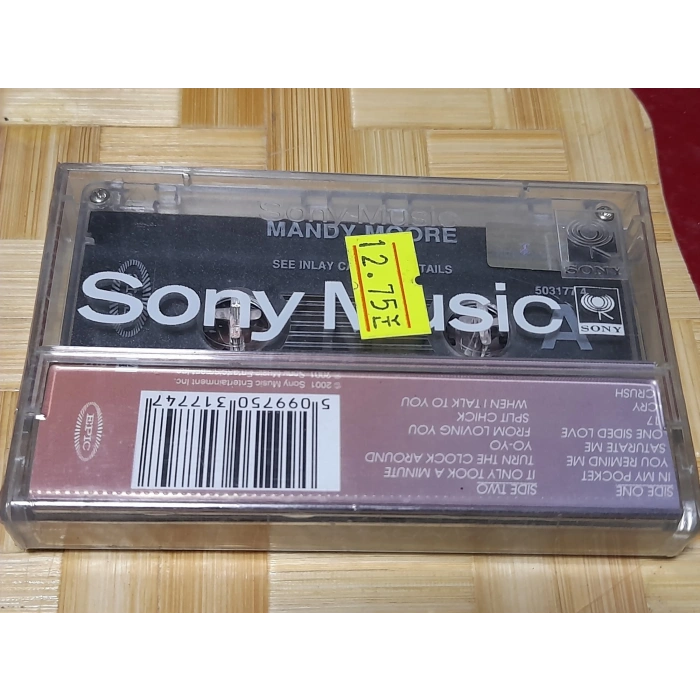 Sony Music
MANDY MOORE
SEE INLAY CA
TAILS
12.75
Sony Music
SONY
503177 4
A
SONY
SIDE ONE
IN MY POCKET
YOU REMIND ME
SATURATE ME
ONE SIDED LOVE
17
CRY
CRUSH
SIDE TWO
IT ONLY TOOK A MINUTE
TURN THE CLOCK AROUND
YO-YO
FROM LOVING YOU
SPLIT CHICK
WHEN I TALK TO YOU
5 099750 317747
© 2001 Sony Music Entertainment Inc.
EPIC